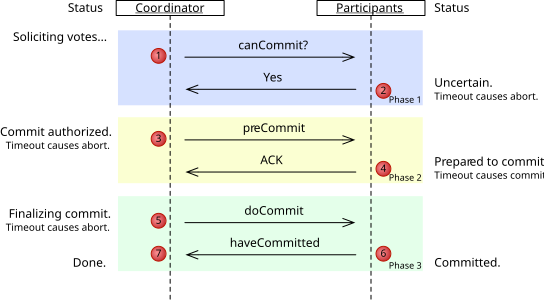 Status
Coordinator
Participants
Status
Soliciting votes...
canCommit?
1
Yes
2
Phase 1
Uncertain.
Timeout causes abort.
Commit authorized.
Timeout causes abort.
preCommit
3
ACK
4
Phase 2
Prepared to commit
Timeout causes commit
Finalizing commit.
Timeout causes abort.
doCommit
5
haveCommitted
7
6
Phase 3
Done.
Committed.